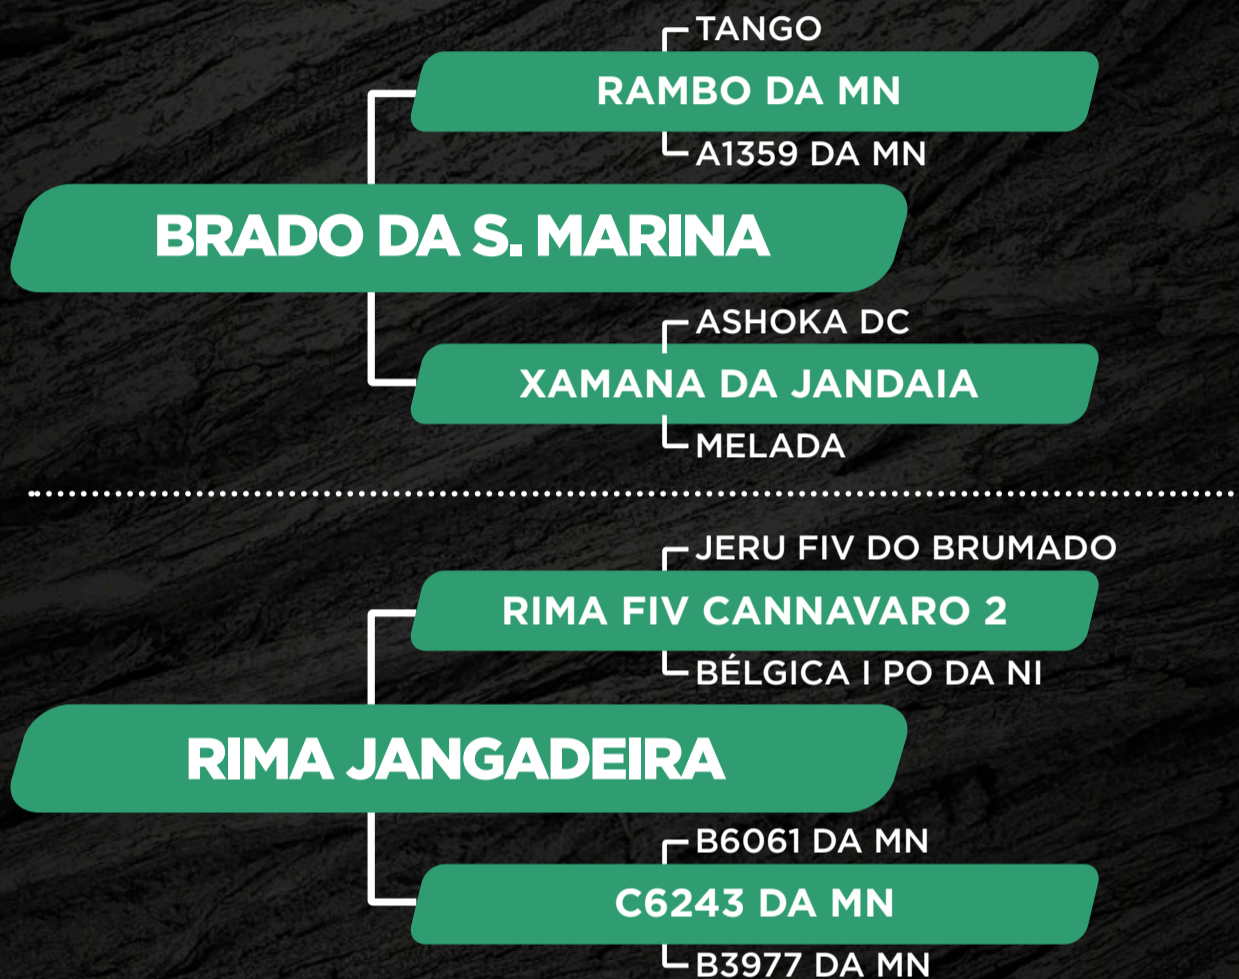 TANGO
RAMBO DA MN
A1359 DA MN
BRADO DA S. MARINA
ASHOKA DC
XAMANA DA JANDAIA
MELADA
JERU FIV DO BRUMADO
RIMA FIV CANNAVARO 2
BÉLGICA I PO DA NI
RIMA JANGADEIRA
B6061 DA MN
C6243 DA MN
B3977 DA MN